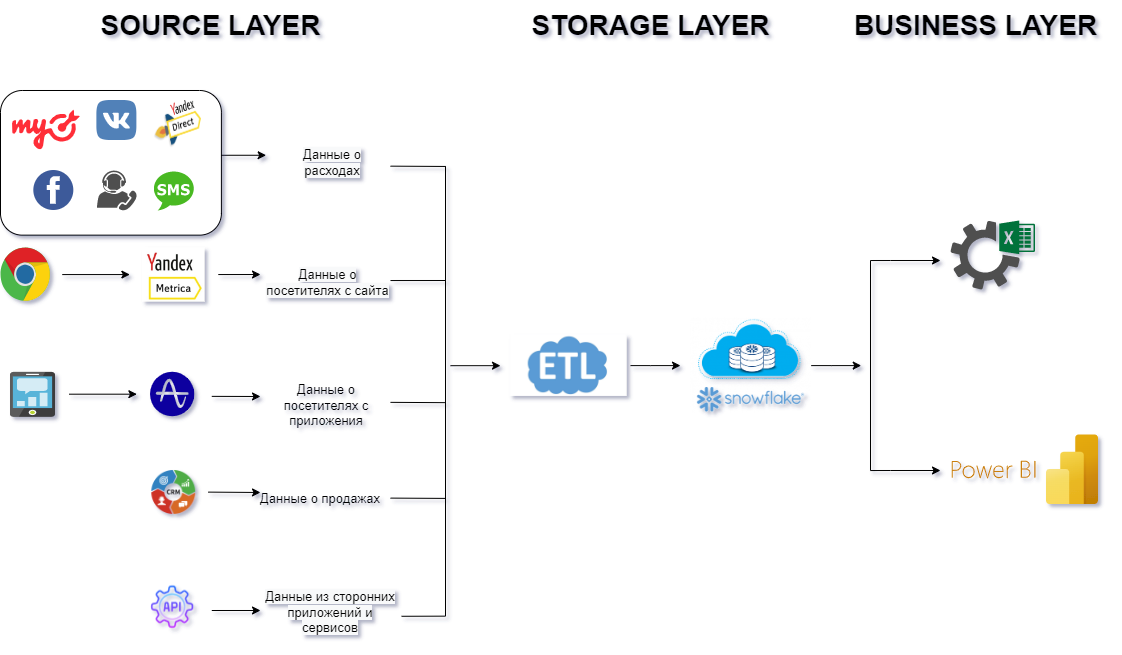 SOURCE LAYER
STORAGE LAYER
BUSINESS LAYER
my
Yandex
Direct
SMS
Данные о
расходах
Yandex
Metrica
Данные о
посетителях с сайта
X
ETL
snowflake
Данные о
посетителях с
приложения
CRM
Данные о продажах
Power BI
API
Данные из сторонних
приложений и
сервисов